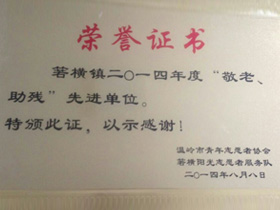 荣誉证书
箬横镇二〇一四年度“敬老、
助残”先进单位。
特颁此证，以示感谢！
温岭市青年志愿者协会
箬横阳光志愿者服务队
二〇一四年八月八日